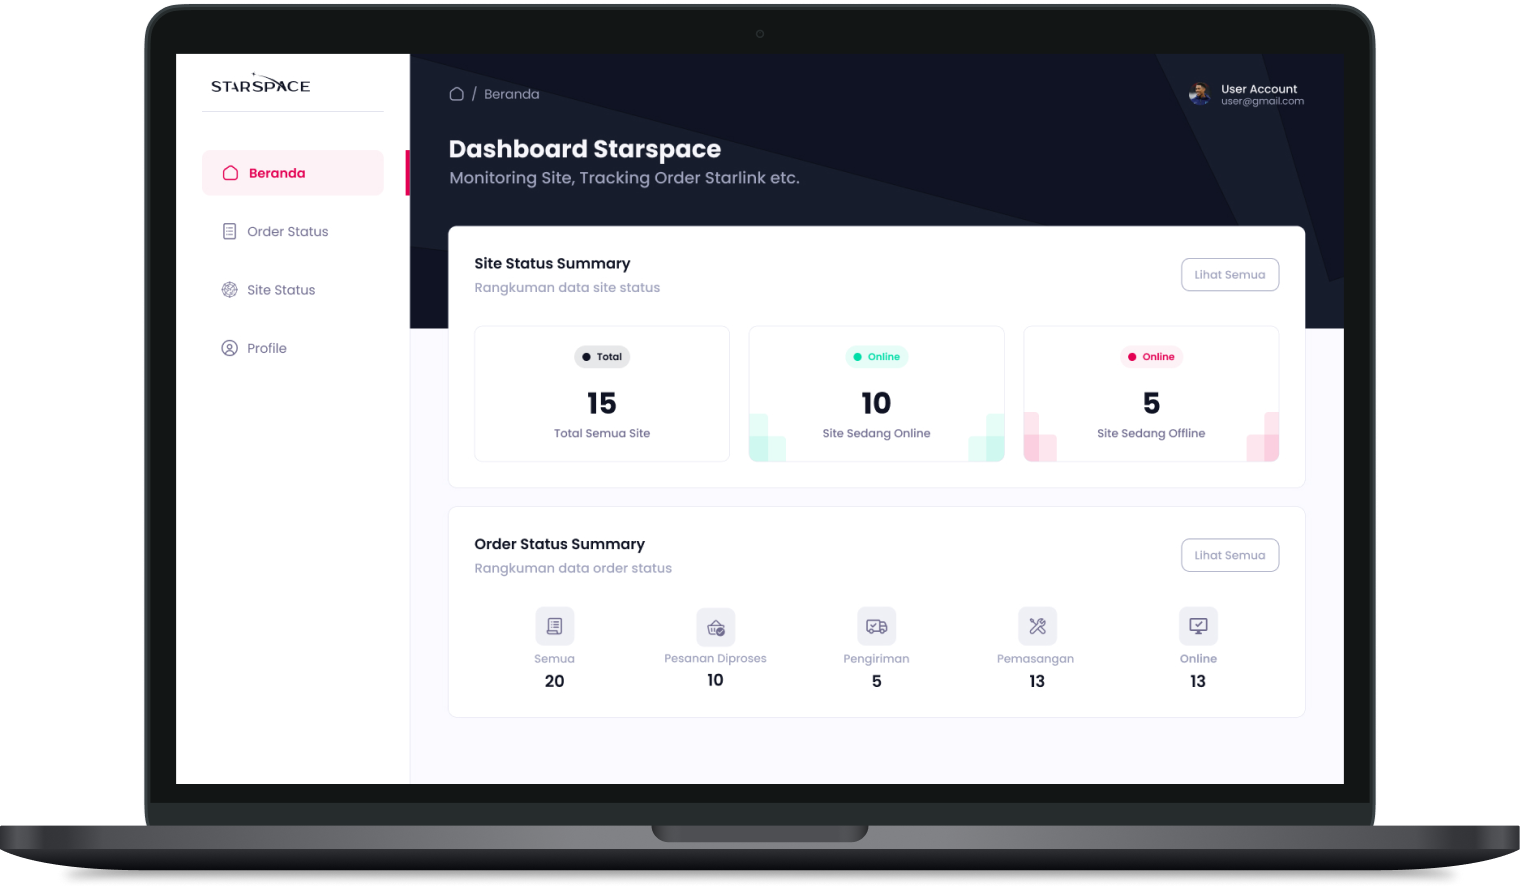 STARSPACE
Beranda
Order Status
Site Status
Profile
/ Beranda
User Account
user@gmail.com
Dashboard Starspace
Monitoring Site, Tracking Order Starlink etc.
Site Status Summary
Rangkuman data site status
Lihat Semua
Total
15
Total Semua Site
Online
10
Site Sedang Online
Online
5
Site Sedang Offline
Order Status Summary
Rangkuman data order status
Lihat Semua
Semua
20
Pesanan Diproses
10
Pengiriman
5
Pemasangan
13
Online
13